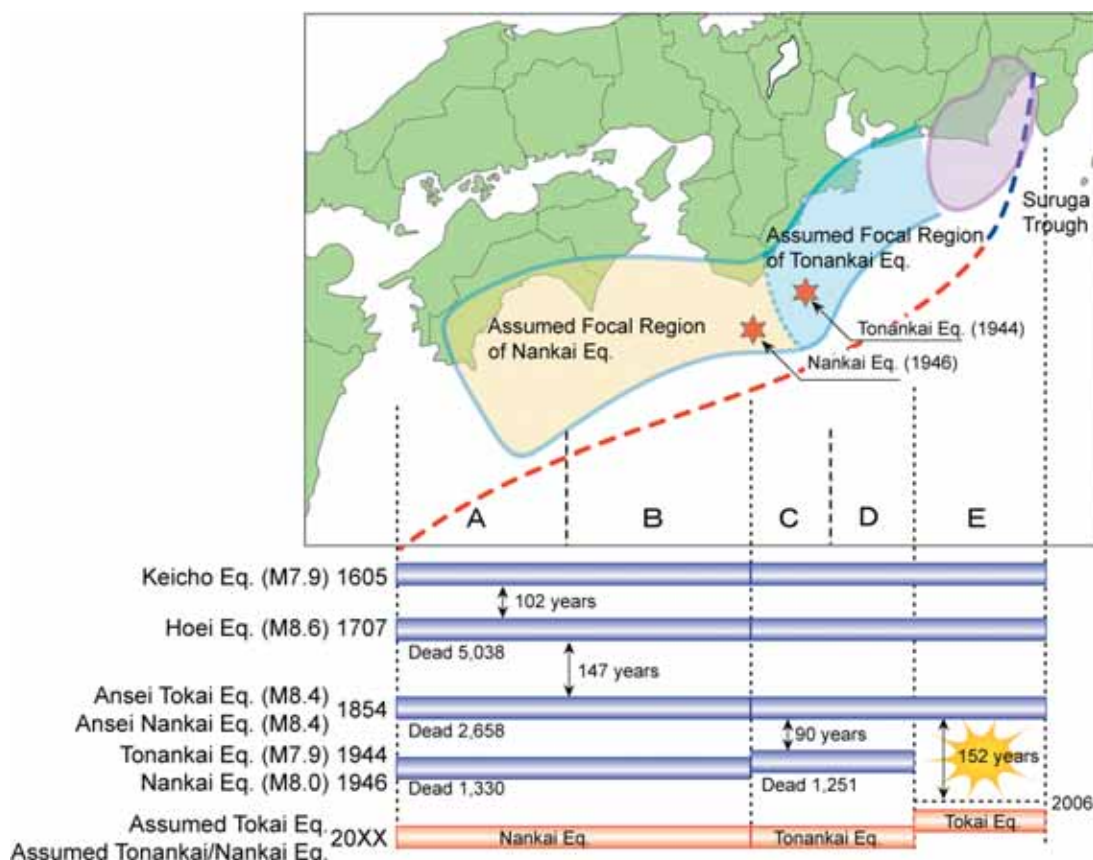 Suruga
Trough
Assumed Focal Region
of Tonankai Eq.
Assumed Focal Region
of Nankai Eq.
Tonankai Eq. (1944)
Nankai Eq. (1946)
A B C D E
Keicho Eq. (M7.9) 1605
102 years
Hoei Eq. (M8.6) 1707
Dead 5,038
147 years
Ansei Tokai Eq. (M8.4)
Ansei Nankai Eq. (M8.4)
1854
Dead 2,658
90 years
152 years
Tonankai Eq. (M7.9) 1944
Nankai Eq. (M8.0) 1946
Dead 1,330
Dead 1,251
2006
Assumed Tokai Eq.
Assumed Tonankai/Nankai Eq.
20XX
Nankai Eq.
Tonankai Eq.
Tokai Eq.